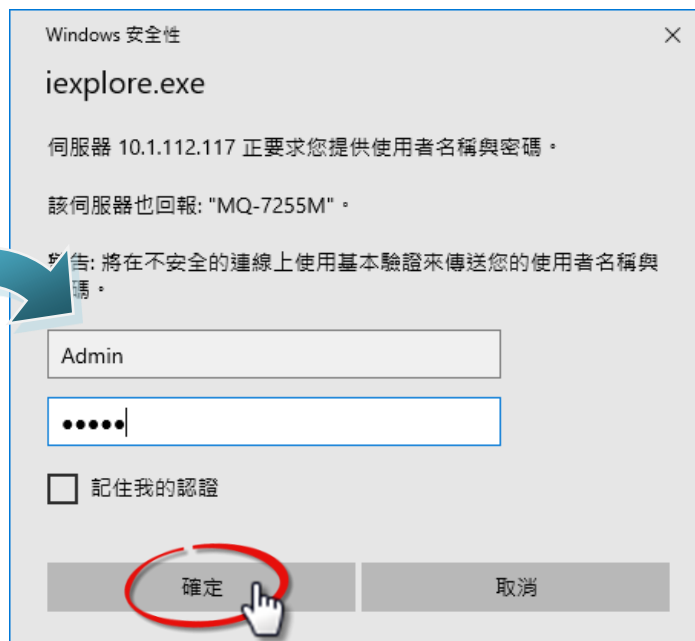 Windows 安全性
iexplore.exe
伺服器 10.1.112.117 正要求您提供使用者名稱與密碼。
該伺服器也回報: "MQ-7255M"。
告: 將在不安全的連線上使用基本驗證來傳送您的使用者名稱與
碼。
Admin
•••••
記住我的認證
確定
取消